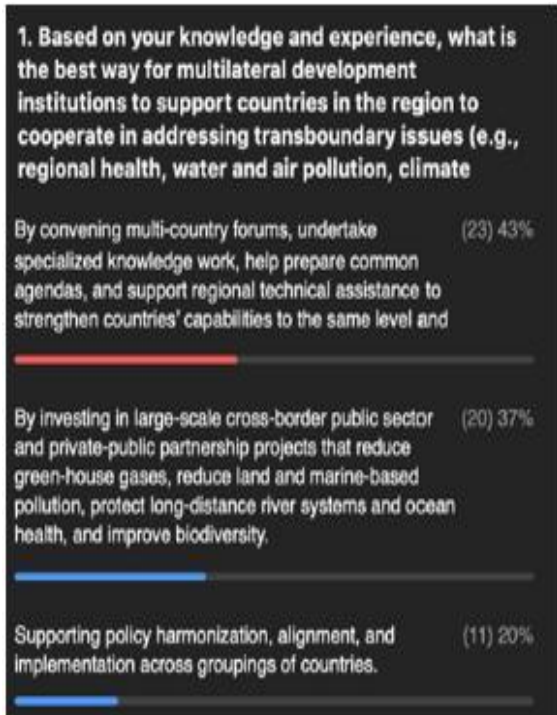 1. Based on your knowledge and experience, what is
the best way for multilateral development
institutions to support countries in the region to
cooperate in addressing transboundary issues (e.g.,
regional health, water and air pollution, climate
By convening multi-country forums, undertake (23) 43%
specialized knowledge work, help prepare common
agendas, and support regional technical assistance to
strengthen countries' capabilities to the same level and
By investing in large-scale cross-border public sector (20) 37%
and private-public partnership projects that reduce
green-house gases, reduce land and marine-based
pollution, protect long-distance river systems and ocean
health, and improve biodiversity.
Supporting policy harmonization, alignment, and (11) 20%
implementation across groupings of countries.